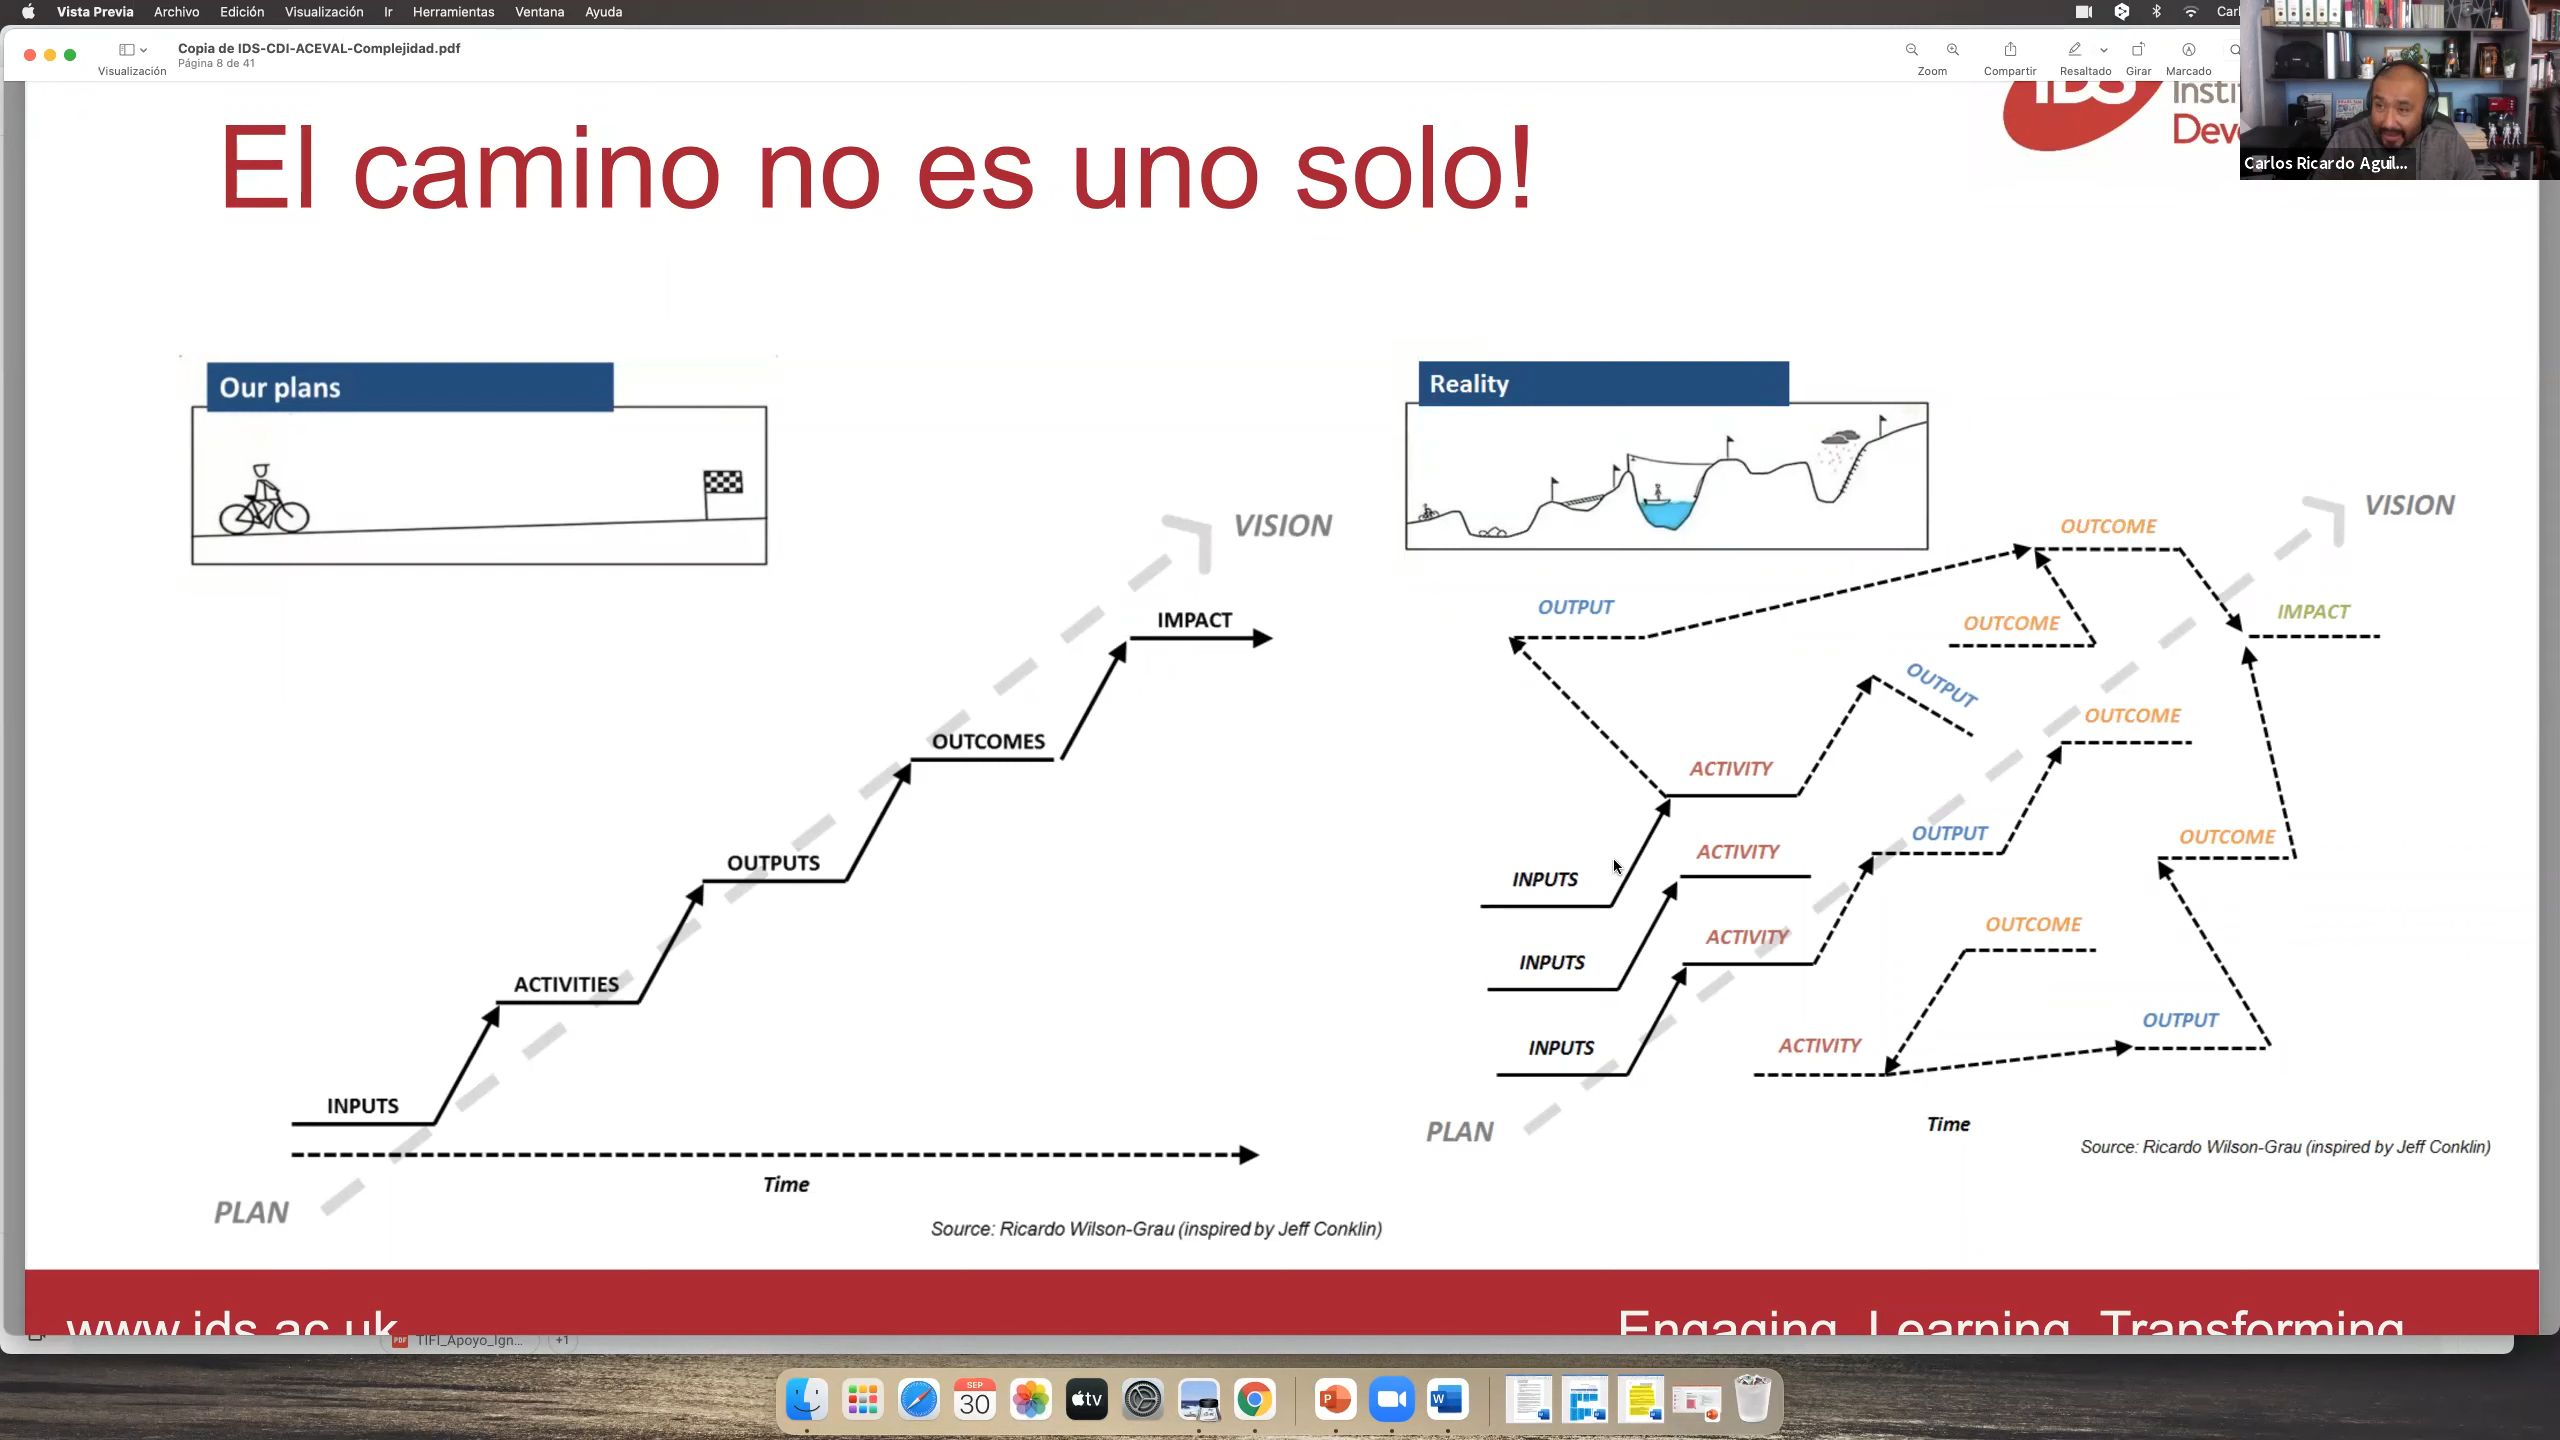 Vista Previa Archivo Edición Visualización Ir Herramientas Ventana Ayuda
Copia de IDS-CDI-ACEVAL-Complejidad.pdf
Página 8 de 41
Visualización
Zoom
Compartir
Resaltado
Girar
Marcado
Carlos Ricardo Aguil...
IDS
El camino no es uno solo!
Our plans
VISION
IMPACT
OUTCOMES
OUTPUTS
ACTIVITIES
INPUTS
Time
PLAN
Source: Ricardo Wilson-Grau (inspired by Jeff Conklin)
Reality
VISION
OUTCOME
OUTPUT
IMPACT
OUTCOME
OUTPUT
OUTCOME
ACTIVITY
OUTPUT
OUTCOME
ACTIVITY
INPUTS
OUTCOME
ACTIVITY
INPUTS
OUTPUT
INPUTS
ACTIVITY
PLAN
Time
Source: Ricardo Wilson-Grau (inspired by Jeff Conklin)
www.ids.ac.uk
Engaging Learning Transforming
TIFI_Apoyo_Ign...
+1
SEP
30
tv